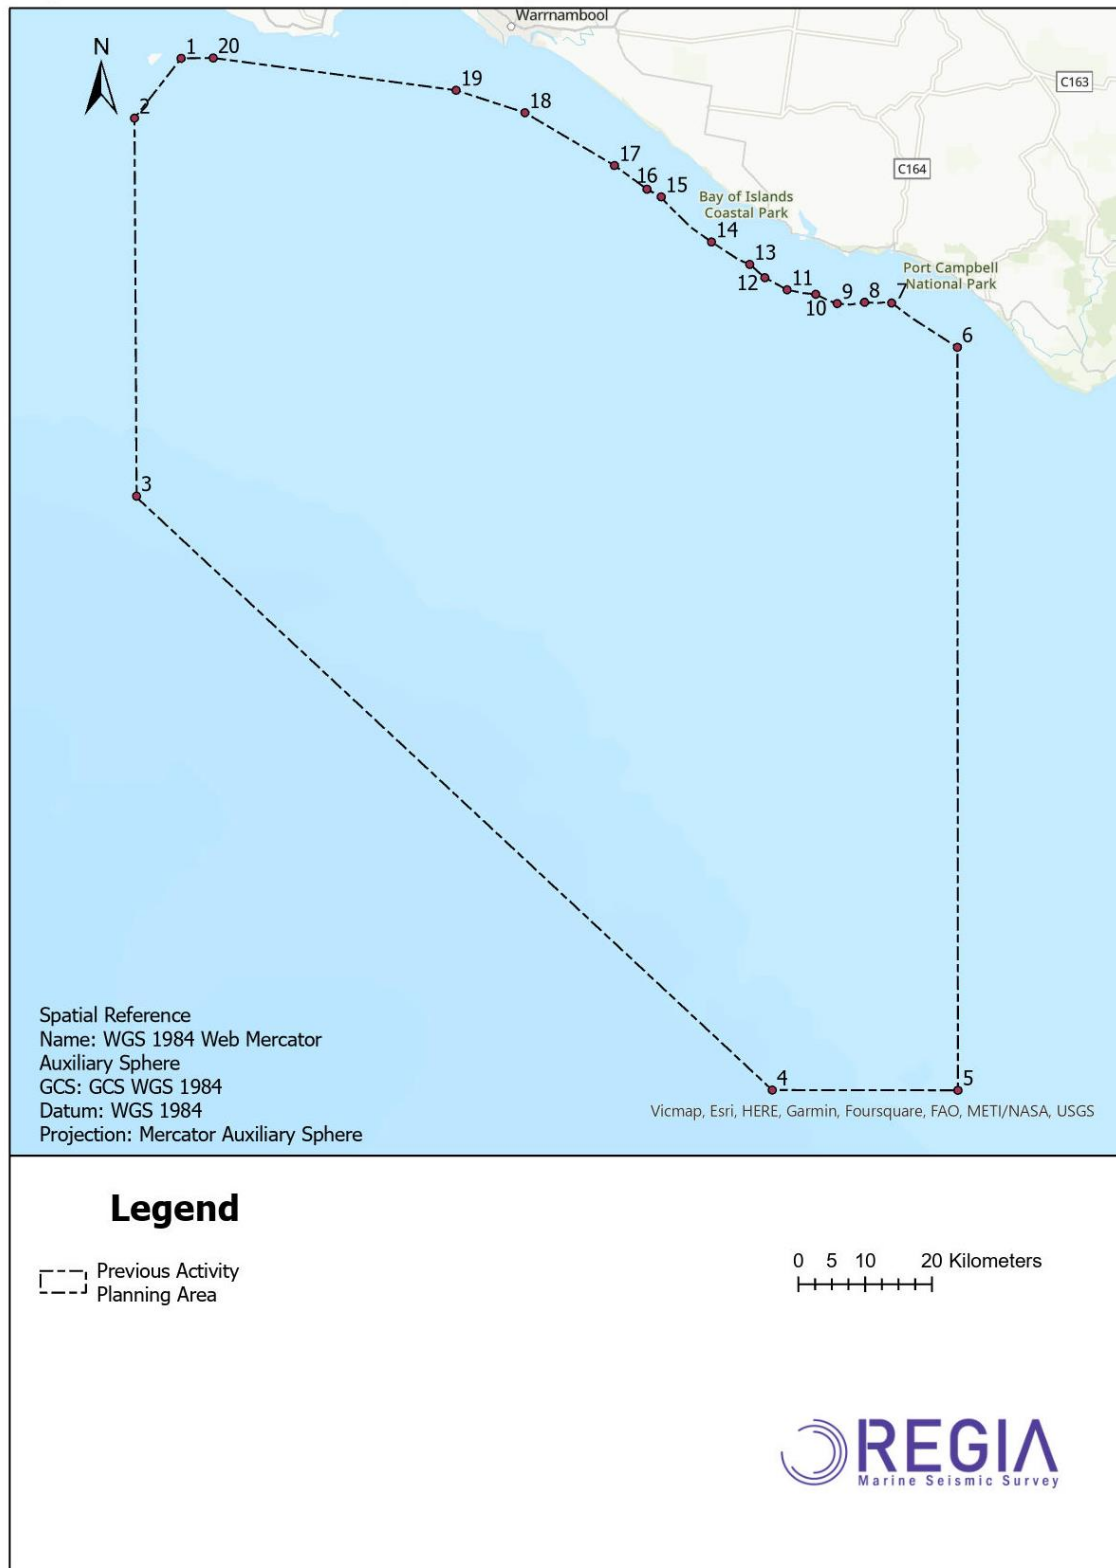 Warrnambool
N
1
20
2
19
18
C163
17
16
15
C164
Bay of Islands
Coastal Park
14
13
12
11
10
9
8
7
Port Campbell
National Park
6
3
4
5
Spatial Reference
Name: WGS 1984 Web Mercator
Auxiliary Sphere
GCS: GCS WGS 1984
Datum: WGS 1984
Projection: Mercator Auxiliary Sphere
Vicmap, Esri, HERE, Garmin, Foursquare, FAO, METI/NASA, USGS
Legend
Previous Activity
Planning Area
0 5 10 20 Kilometers
REGIA
Marine Seismic Survey